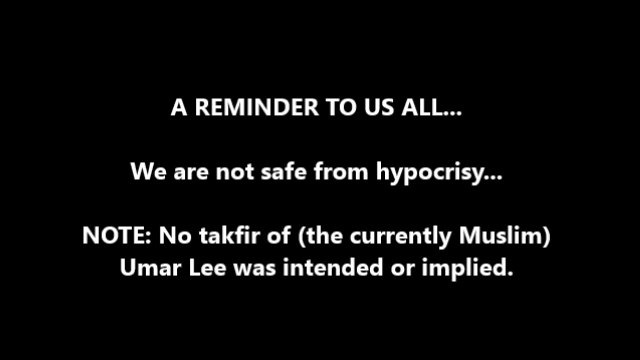 A REMINDER TO US ALL...
We are not safe from hypocrisy...
NOTE: No takfir of (the currently Muslim)
Umar Lee was intended or implied.